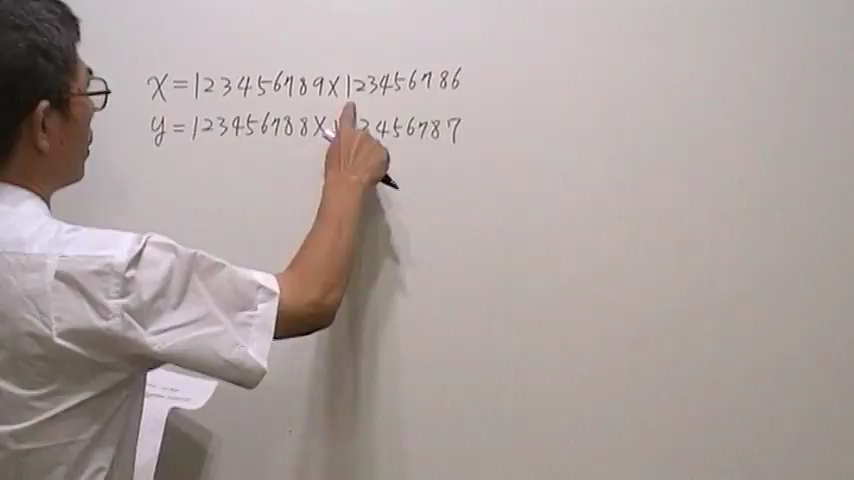 x = 123456789 × 123456786
y = 123456788 × 123456787